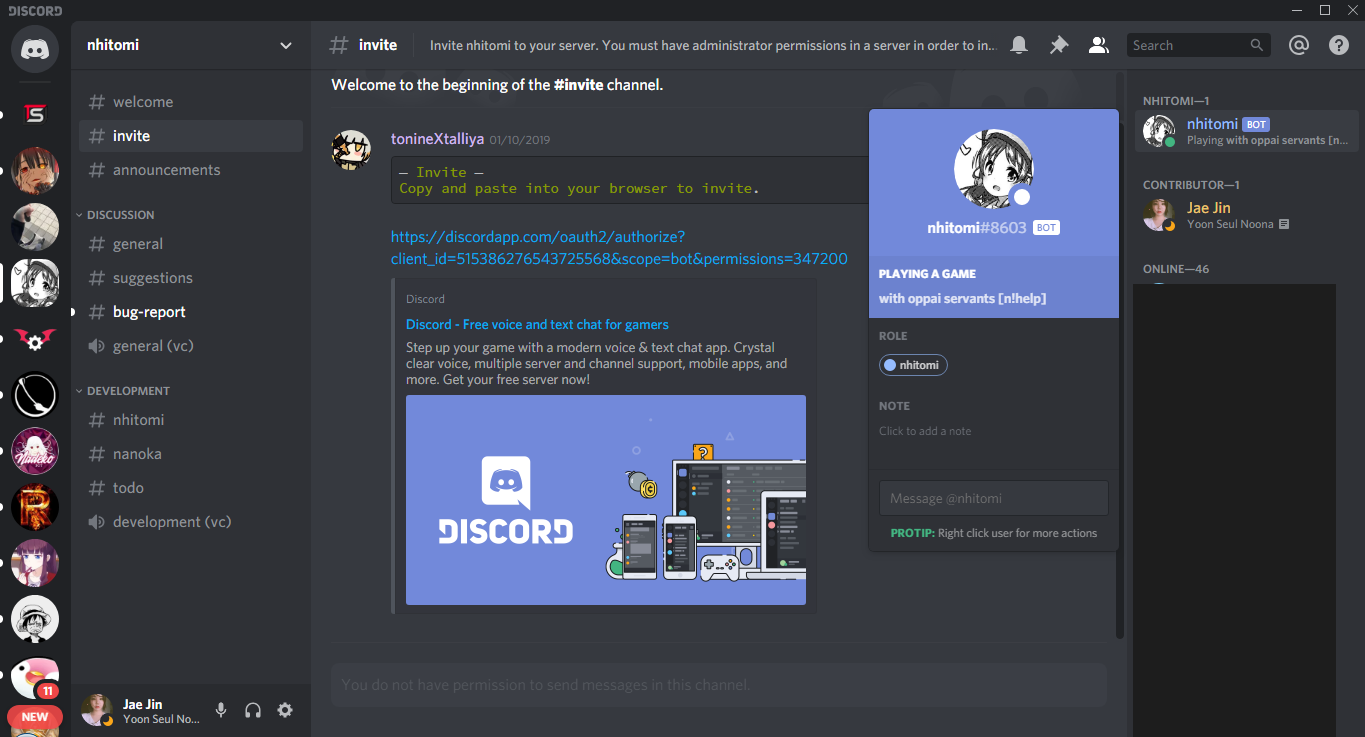 DISCORD
nhitomi
# welcome
# invite
# announcements
DISCUSSION
# general
# suggestions
# bug-report
general (vc)
DEVELOPMENT
# nhitomi
# nanoka
# todo
development (vc)
11
NEW
Jae Jin
Yoon Seul No...
# invite
Invite nhitomi to your server. You must have administrator permissions in a server in order to in...
Search
Welcome to the beginning of the #invite channel.
tonineXtalliya 01/10/2019
— Invite —
Copy and paste into your browser to invite.
https://discordapp.com/oauth2/authorize?
client_id=515386276543725568&scope=bot&permissions=347200
Discord
Discord - Free voice and text chat for gamers
Step up your game with a modern voice & text chat app. Crystal
clear voice, multiple server and channel support, mobile apps, and
more. Get your free server now!
DISCORD
You do not have permission to send messages in this channel.
nhitomi#8603 BOT
PLAYING A GAME
with oppai servants [n!help]
ROLE
nhitomi
NOTE
Click to add a note
Message @nhitomi
PROTIP: Right click user for more actions
NHITOMI—1
nhitomi BOT
Playing with oppai servants [n...
CONTRIBUTOR—1
Jae Jin
Yoon Seul Noona
ONLINE—46